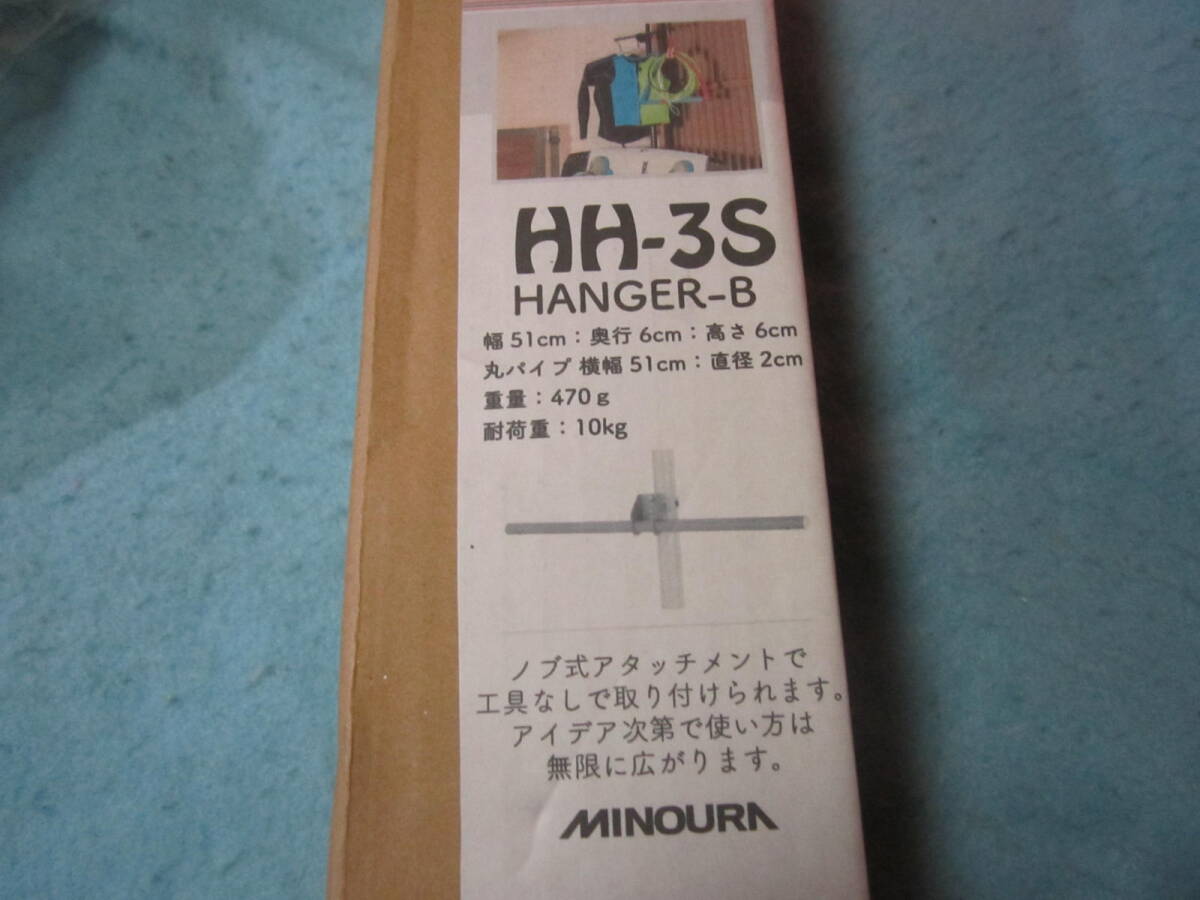 HH-3S
HANGER-B
幅 51cm：奥行 6cm：高さ 6cm
丸パイプ 横幅 51cm：直径 2cm
重量：470ｇ
耐荷重：10kg
ノブ式アタッチメントで
工具なしで取り付けられます。
アイデア次第で使い方は
無限に広がります。
MINOURA